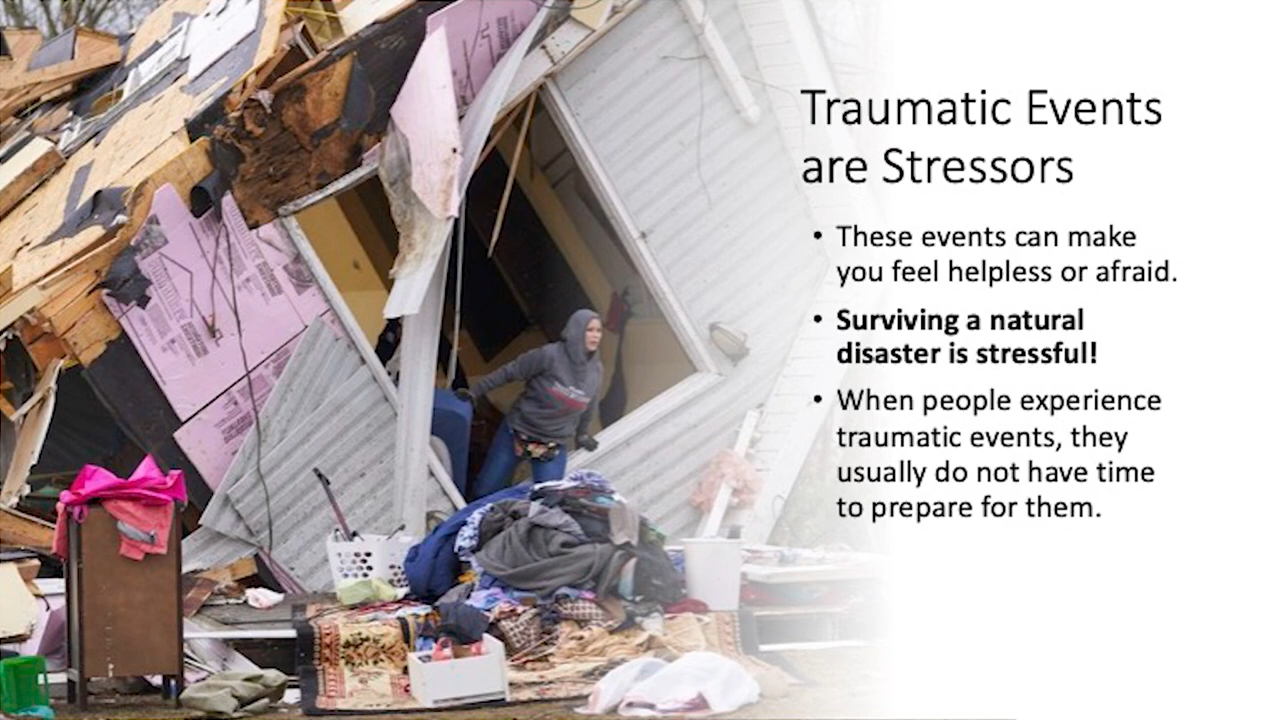 Traumatic Events
are Stressors
• These events can make
you feel helpless or afraid.
• Surviving a natural
disaster is stressful!
• When people experience
traumatic events, they
usually do not have time
to prepare for them.